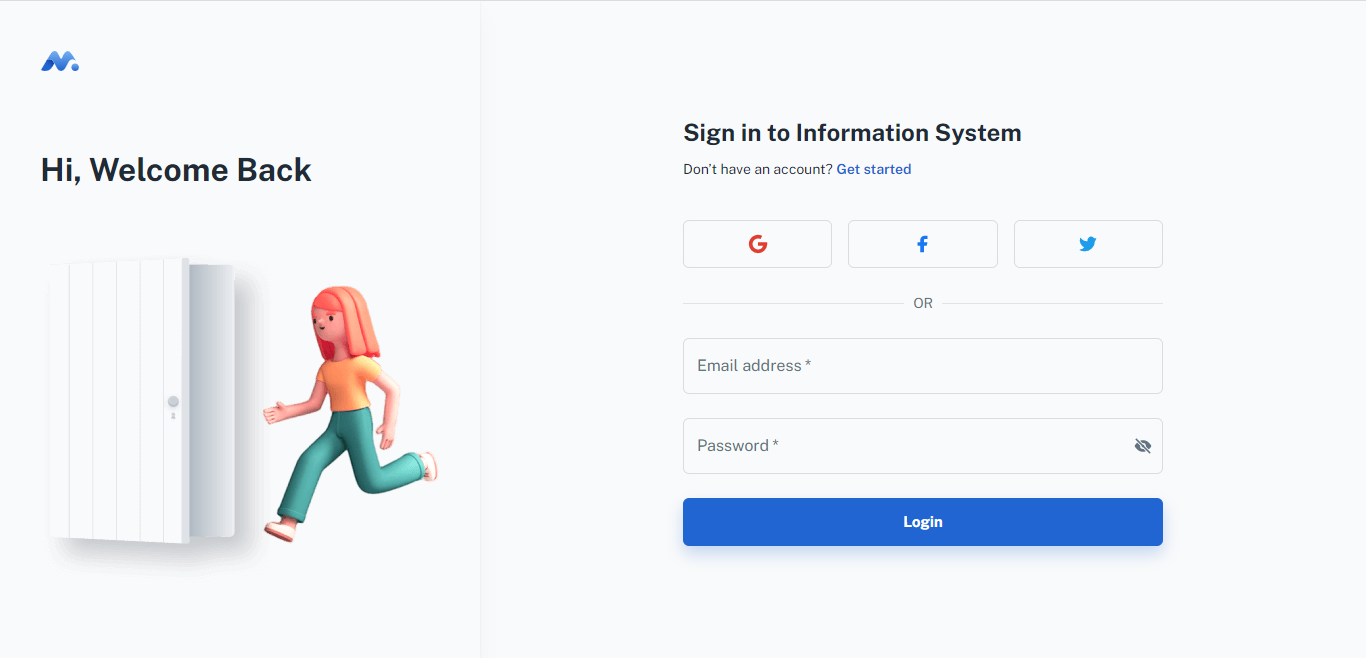 Hi, Welcome Back
Sign in to Information System
Don't have an account? Get started
OR
Email address *
Password *
Login